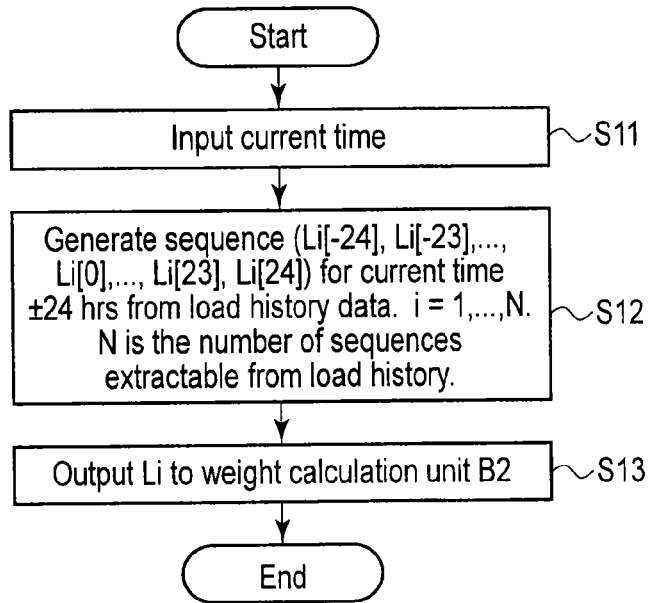 Start
Input current time
S11
Generate sequence (Li[-24], Li[-23],...,
Li[0],..., Li[23], Li[24]) for current time
±24 hrs from load history data. i = 1,...,N.
N is the number of sequences
extractable from load history.
S12
Output Li to weight calculation unit B2
S13
End